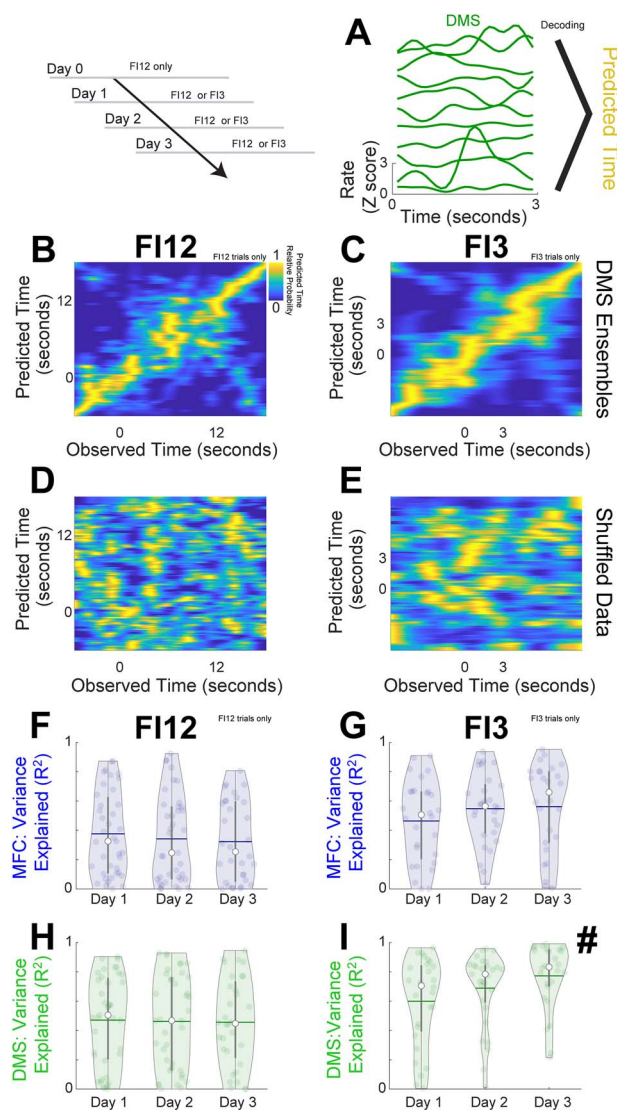 Day 0
FI12 only
Day 1
FI12 or FI3
Day 2
FI12 or FI3
Day 3
FI12 or FI3
A
DMS
Decoding
Predicted Time
Rate
(Z score)
3
0
0
3
Time (seconds)
B
FI12
FI12 trials only
1
0
Predicted Time
Relative Probability
Predicted Time
(seconds)
12
0
0
12
Observed Time (seconds)
C
FI3
FI3 trials only
Predicted Time
(seconds)
3
0
0
3
Observed Time (seconds)
DMS Ensembles
D
Predicted Time
(seconds)
12
0
0
12
Observed Time (seconds)
E
Predicted Time
(seconds)
3
0
0
3
Observed Time (seconds)
Shuffled Data
F
FI12
FI12 trials only
MFC: Variance
Explained (R²)
1
0
Day 1
Day 2
Day 3
G
FI3
FI3 trials only
MFC: Variance
Explained (R²)
1
0
Day 1
Day 2
Day 3
H
DMS: Variance
Explained (R²)
1
0
Day 1
Day 2
Day 3
I
#
DMS:Variance
Explained (R²)
1
0
Day 1
Day 2
Day 3